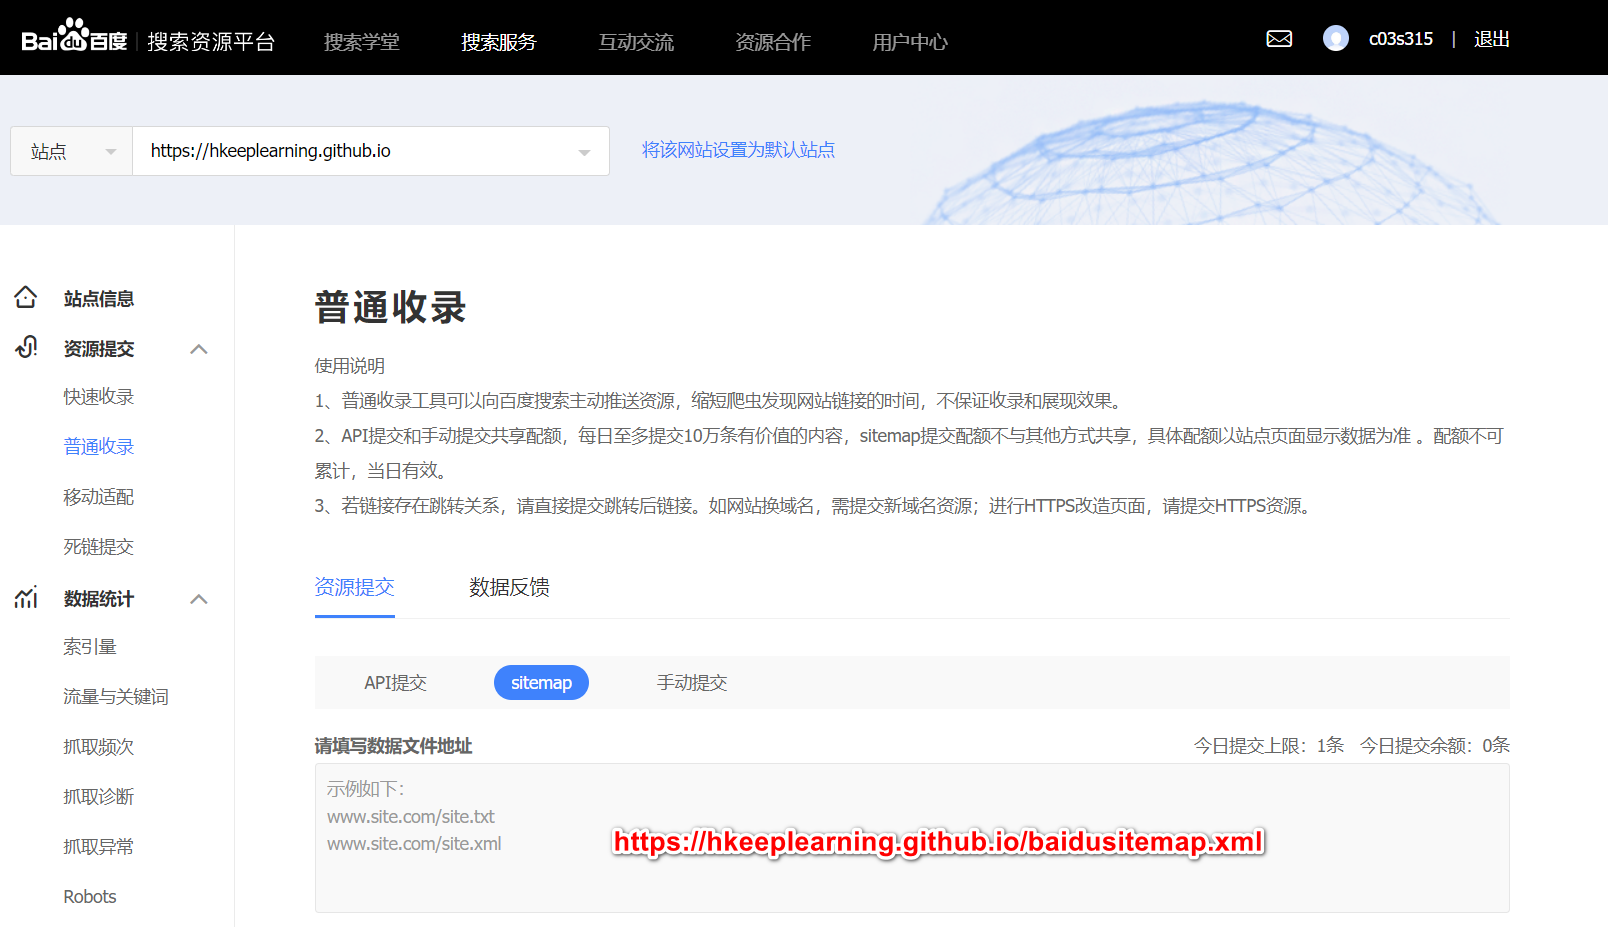 Bai du 百度 | 搜索资源平台 搜索学堂 搜索服务 互动交流 资源合作 用户中心 c03s315 | 退出
站点 https://hkeeplearning.github.io 将该网站设置为默认站点
站点信息
资源提交
快速收录
普通收录
移动适配
死链提交
数据统计
索引量
流量与关键词
抓取频次
抓取诊断
抓取异常
Robots
普通收录
使用说明
1、普通收录工具可以向百度搜索主动推送资源，缩短爬虫发现网站链接的时间，不保证收录和展现效果。
2、API提交和手动提交共享配额，每日至多提交10万条有价值的内容，sitemap提交配额不与其他方式共享，具体配额以站点页面显示数据为准 。配额不可
累计，当日有效。
3、若链接存在跳转关系，请直接提交跳转后链接。如网站换域名，需提交新域名资源；进行HTTPS改造页面，请提交HTTPS资源。
资源提交 数据反馈
API提交 sitemap 手动提交
请填写数据文件地址 今日提交上限：1条 今日提交余额：0条
示例如下：
www.site.com/site.txt
www.site.com/site.xml
https://hkeeplearning.github.io/baidusitemap.xml